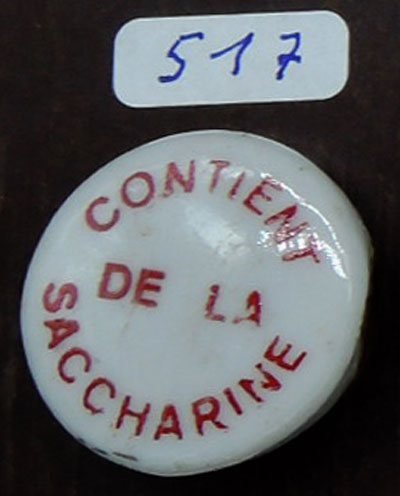 517
CONTIENT
DE LA
SACCHARINE